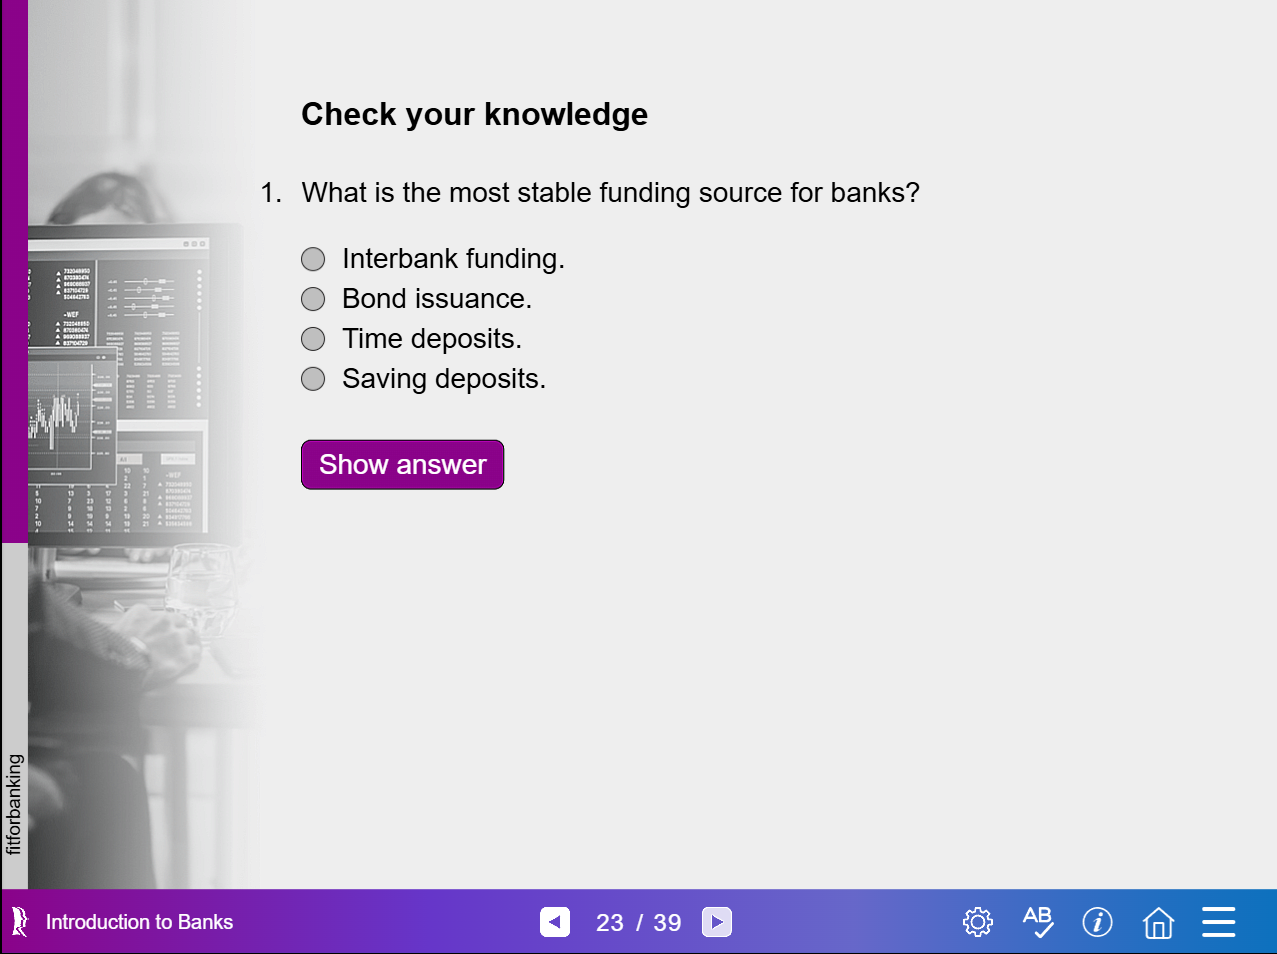 Check your knowledge
1. What is the most stable funding source for banks?
Interbank funding.
Bond issuance.
Time deposits.
Saving deposits.
Show answer
fitforbanking
Introduction to Banks
23 / 39
AB
i